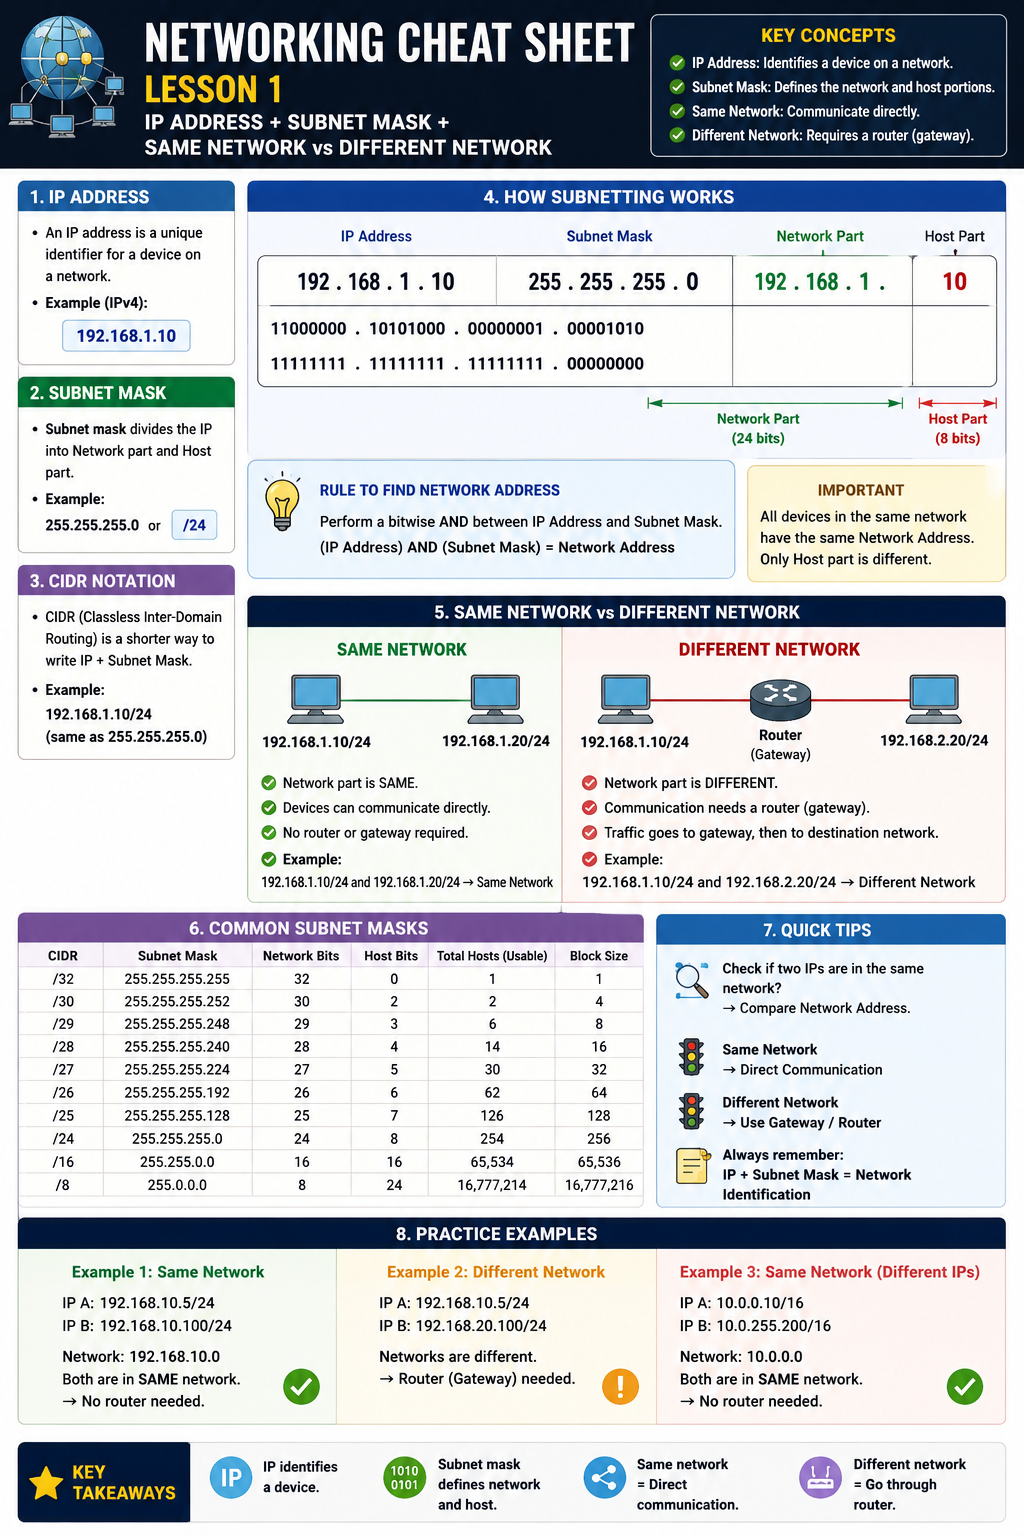 NETWORKING CHEAT SHEET
LESSON 1
IP ADDRESS + SUBNET MASK +
SAME NETWORK vs DIFFERENT NETWORK
KEY CONCEPTS
IP Address: Identifies a device on a network.
Subnet Mask: Defines the network and host portions.
Same Network: Communicate directly.
Different Network: Requires a router (gateway).
1. IP ADDRESS
• An IP address is a unique
identifier for a device on
a network.
• Example (IPv4):
192.168.1.10
2. SUBNET MASK
• Subnet mask divides the IP
into Network part and Host
part.
• Example:
255.255.255.0 or /24
3. CIDR NOTATION
• CIDR (Classless Inter-Domain
Routing) is a shorter way to
write IP + Subnet Mask.
• Example:
192.168.1.10/24
(same as 255.255.255.0)
4. HOW SUBNETTING WORKS
IP Address Subnet Mask Network Part Host Part
192 . 168 . 1 . 10 255 . 255 . 255 . 0 192 . 168 . 1 . 10
11000000 . 10101000 . 00000001 . 00001010
11111111 . 11111111 . 11111111 . 00000000
Network Part Host Part
(24 bits) (8 bits)
RULE TO FIND NETWORK ADDRESS
Perform a bitwise AND between IP Address and Subnet Mask.
(IP Address) AND (Subnet Mask) = Network Address
IMPORTANT
All devices in the same network
have the same Network Address.
Only Host part is different.
5. SAME NETWORK vs DIFFERENT NETWORK
SAME NETWORK
192.168.1.10/24 192.168.1.20/24
Network part is SAME.
Devices can communicate directly.
No router or gateway required.
Example:
192.168.1.10/24 and 192.168.1.20/24 → Same Network
DIFFERENT NETWORK
192.168.1.10/24 Router 192.168.2.20/24
(Gateway)
Network part is DIFFERENT.
Communication needs a router (gateway).
Traffic goes to gateway, then to destination network.
Example:
192.168.1.10/24 and 192.168.2.20/24 → Different Network
6. COMMON SUBNET MASKS
CIDR Subnet Mask Network Bits Host Bits Total Hosts (Usable) Block Size
/32 255.255.255.255 32 0 1 1
/30 255.255.255.252 30 2 2 4
/29 255.255.255.248 29 3 6 8
/28 255.255.255.240 28 4 14 16
/27 255.255.255.224 27 5 30 32
/26 255.255.255.192 26 6 62 64
/25 255.255.255.128 25 7 126 128
/24 255.255.255.0 24 8 254 256
/16 255.255.0.0 16 16 65,534 65,536
/8 255.0.0.0 8 24 16,777,214 16,777,216
7. QUICK TIPS
Check if two IPs are in the same
network?
→ Compare Network Address.
Same Network
→ Direct Communication
Different Network
→ Use Gateway / Router
Always remember:
IP + Subnet Mask = Network
Identification
8. PRACTICE EXAMPLES
Example 1: Same Network
IP A: 192.168.10.5/24
IP B: 192.168.10.100/24
Network: 192.168.10.0
Both are in SAME network.
→ No router needed.
Example 2: Different Network
IP A: 192.168.10.5/24
IP B: 192.168.20.100/24
Networks are different.
→ Router (Gateway) needed.
Example 3: Same Network (Different IPs)
IP A: 10.0.0.10/16
IP B: 10.0.255.200/16
Network: 10.0.0.0
Both are in SAME network.
→ No router needed.
KEY
TAKEAWAYS
IP
IP identifies
a device.
1010
0101
Subnet mask
defines network
and host.
Same network
= Direct
communication.
Different network
= Go through
router.